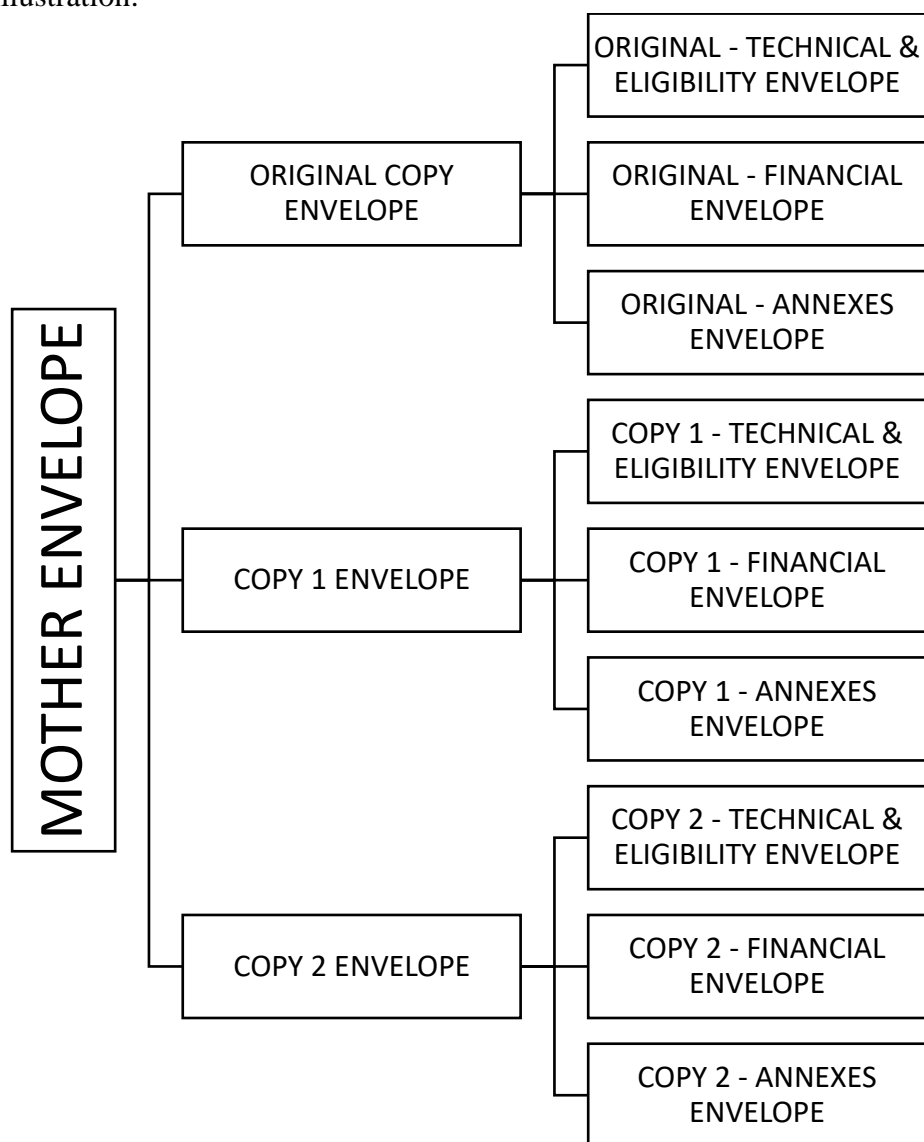 ORIGINAL - TECHNICAL &
ELIGIBILITY ENVELOPE
ORIGINAL COPY
ENVELOPE
ORIGINAL - FINANCIAL
ENVELOPE
ORIGINAL - ANNEXES
ENVELOPE
MOTHER ENVELOPE
COPY 1 - TECHNICAL &
ELIGIBILITY ENVELOPE
COPY 1 ENVELOPE
COPY 1 - FINANCIAL
ENVELOPE
COPY 1 - ANNEXES
ENVELOPE
COPY 2 - TECHNICAL &
ELIGIBILITY ENVELOPE
COPY 2 ENVELOPE
COPY 2 - FINANCIAL
ENVELOPE
COPY 2 - ANNEXES
ENVELOPE